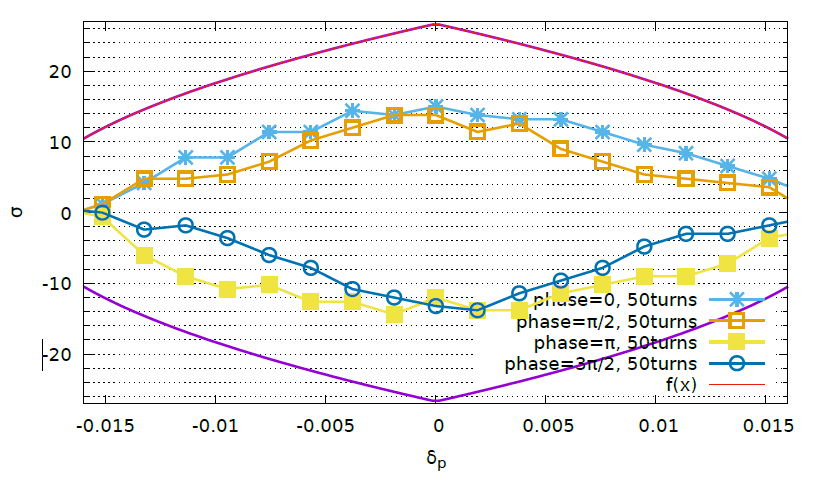 20
10
0
-10
-20
σ
phase=0, 50turns
phase=π/2, 50turns
phase=π, 50turns
phase=3π/2, 50turns
f(x)
-0.015 -0.01 -0.005 0 0.005 0.01 0.015
δp